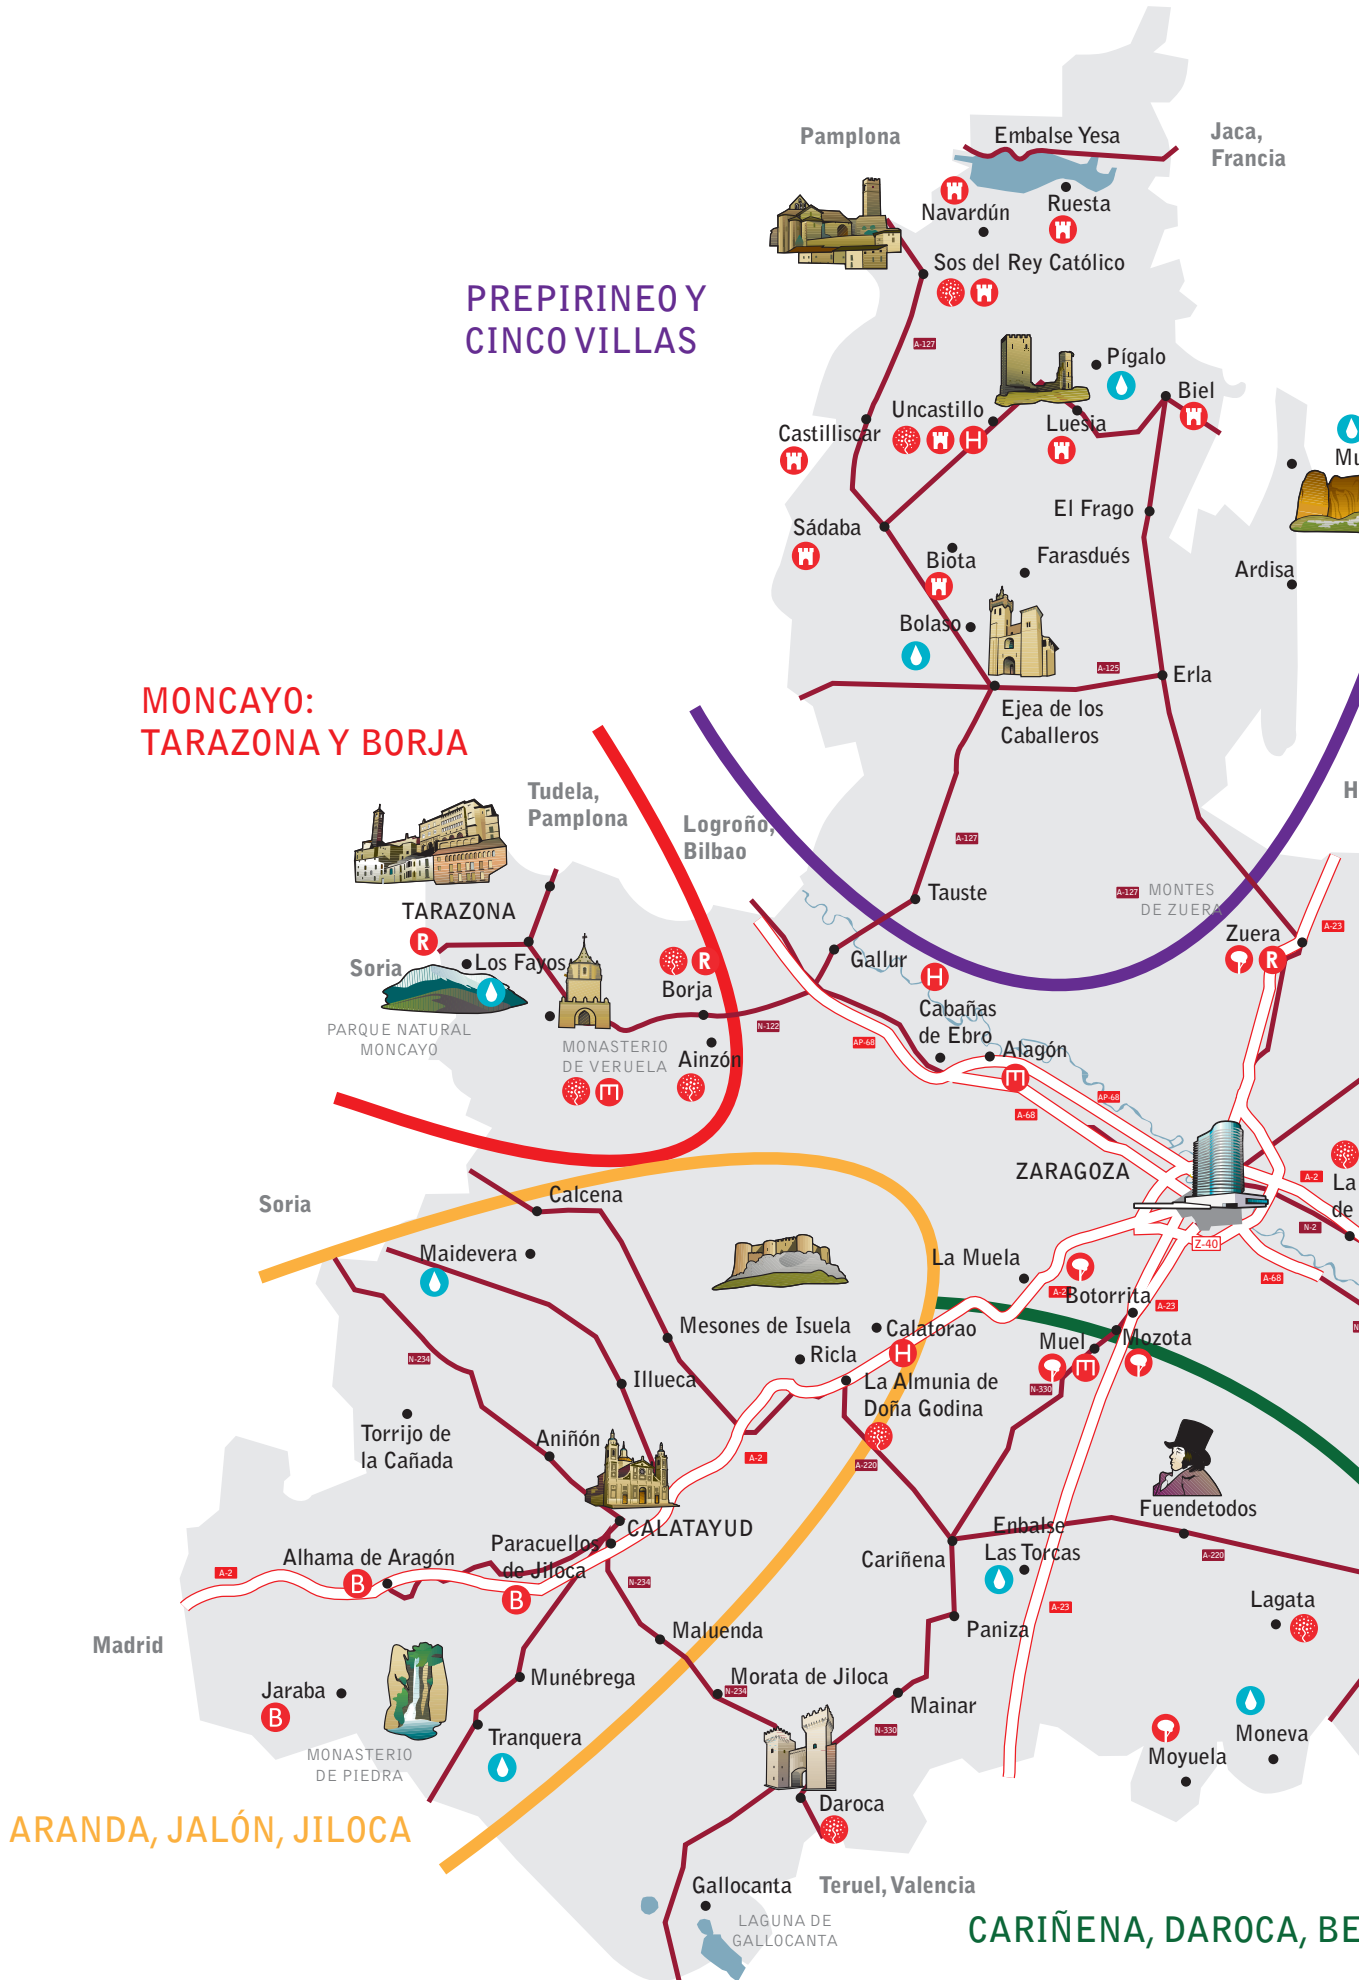 Pamplona
Embalse Yesa
Jaca,
Francia
Navardún
Ruesta
Sos del Rey Católico
PREPIRINEO Y
CINCO VILLAS
A-127
Pígalo
Biel
Uncastillo
Luesia
Castilliscar
Mu
El Frago
Sádaba
Biota
Farasdués
Ardisa
Bolaso
A-125
Erla
Ejea de los
Caballeros
MONCAYO:
TARAZONA Y BORJA
Tudela,
Pamplona
Logroño,
Bilbao
H
A-127
Tauste
A-127
MONTES
DE ZUERA
TARAZONA
R
Zuera
R
A-23
Soria
Los Fayos
R
Borja
Gallur
H
Cabañas
de Ebro
PARQUE NATURAL
MONCAYO
MONASTERIO
DE VERUELA
E
Ainzón
N-122
AP-68
Alagón
E
A-68
AP-68
ZARAGOZA
A-2
La
de
N-2
Z-40
A-68
N
Soria
Calcena
Maidevera
La Muela
A-2
Botorrita
A-23
Mesones de Isuela
Calatorao
H
Ricla
Muel
E
Mozota
N-330
N-234
Illueca
La Almunia de
Doña Godina
A-220
Torrijo de
la Cañada
Aniñón
A-2
Fuendetodos
A-220
CALATAYUD
Paracuellos
de Jiloca
B
Alhama de Aragón
B
A-2
Cariñena
Enbalse
Las Torcas
N-234
A-23
Lagata
Madrid
Maluenda
Paniza
Munébrega
Morata de Jiloca
N-234
Mainar
N-330
Jaraba
B
Tranquera
MONASTERIO
DE PIEDRA
Moneva
Moyuela
Daroca
H
ARANDA, JALÓN, JILOCA
Gallocanta
Teruel, Valencia
LAGUNA DE
GALLOCANTA
CARIÑENA, DAROCA, BE